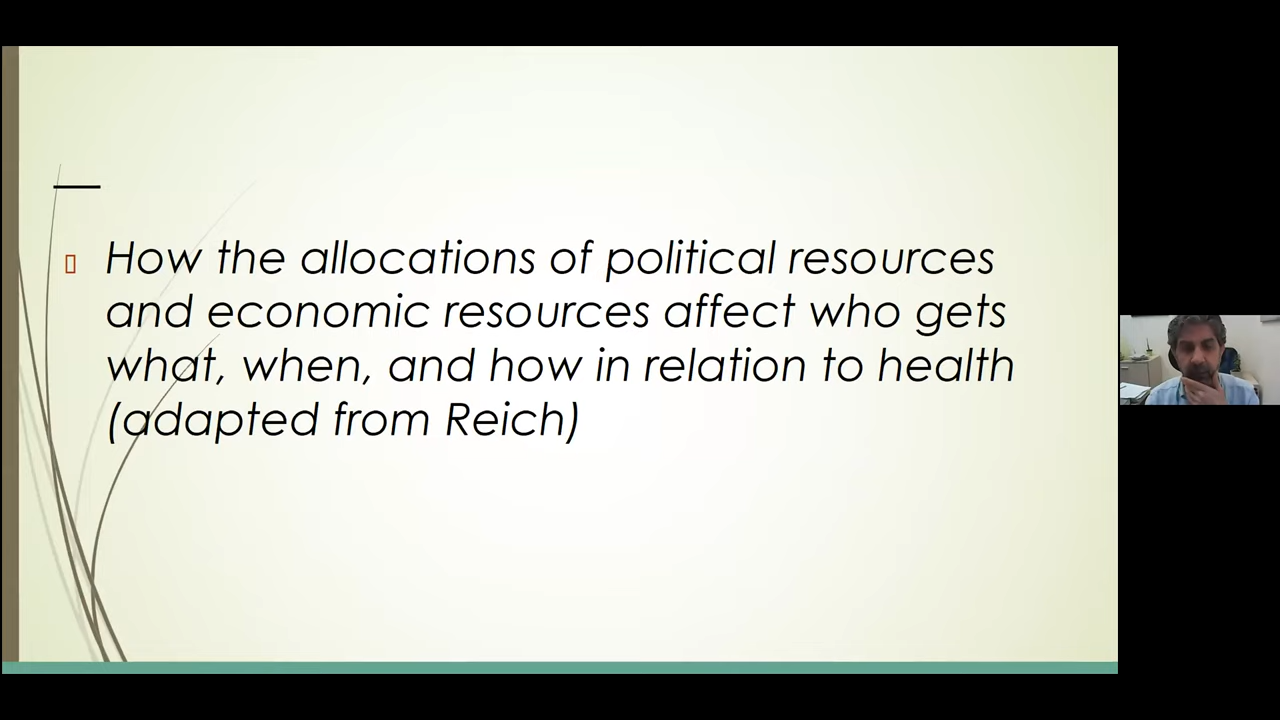 How the allocations of political resources
and economic resources affect who gets
what, when, and how in relation to health
(adapted from Reich)